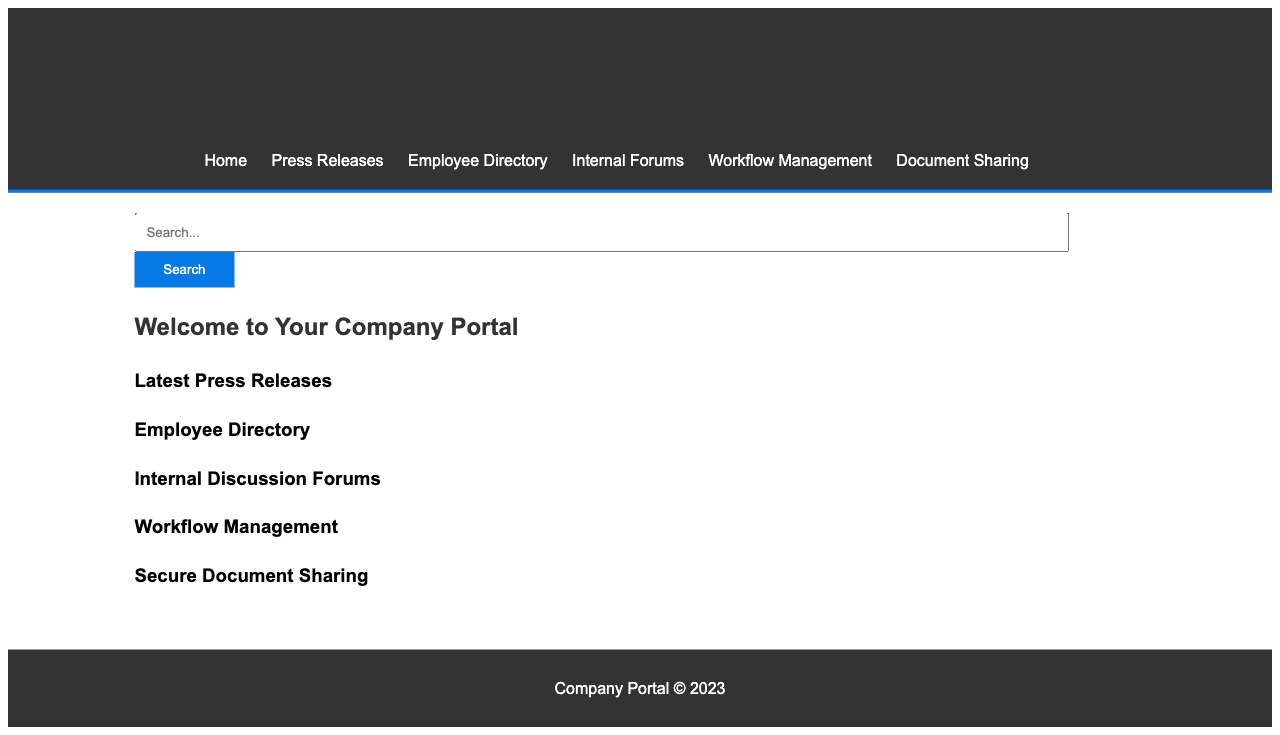 Home Press Releases Employee Directory Internal Forums Workflow Management Document Sharing
Search...
Search
Welcome to Your Company Portal
Latest Press Releases
Employee Directory
Internal Discussion Forums
Workflow Management
Secure Document Sharing
Company Portal © 2023